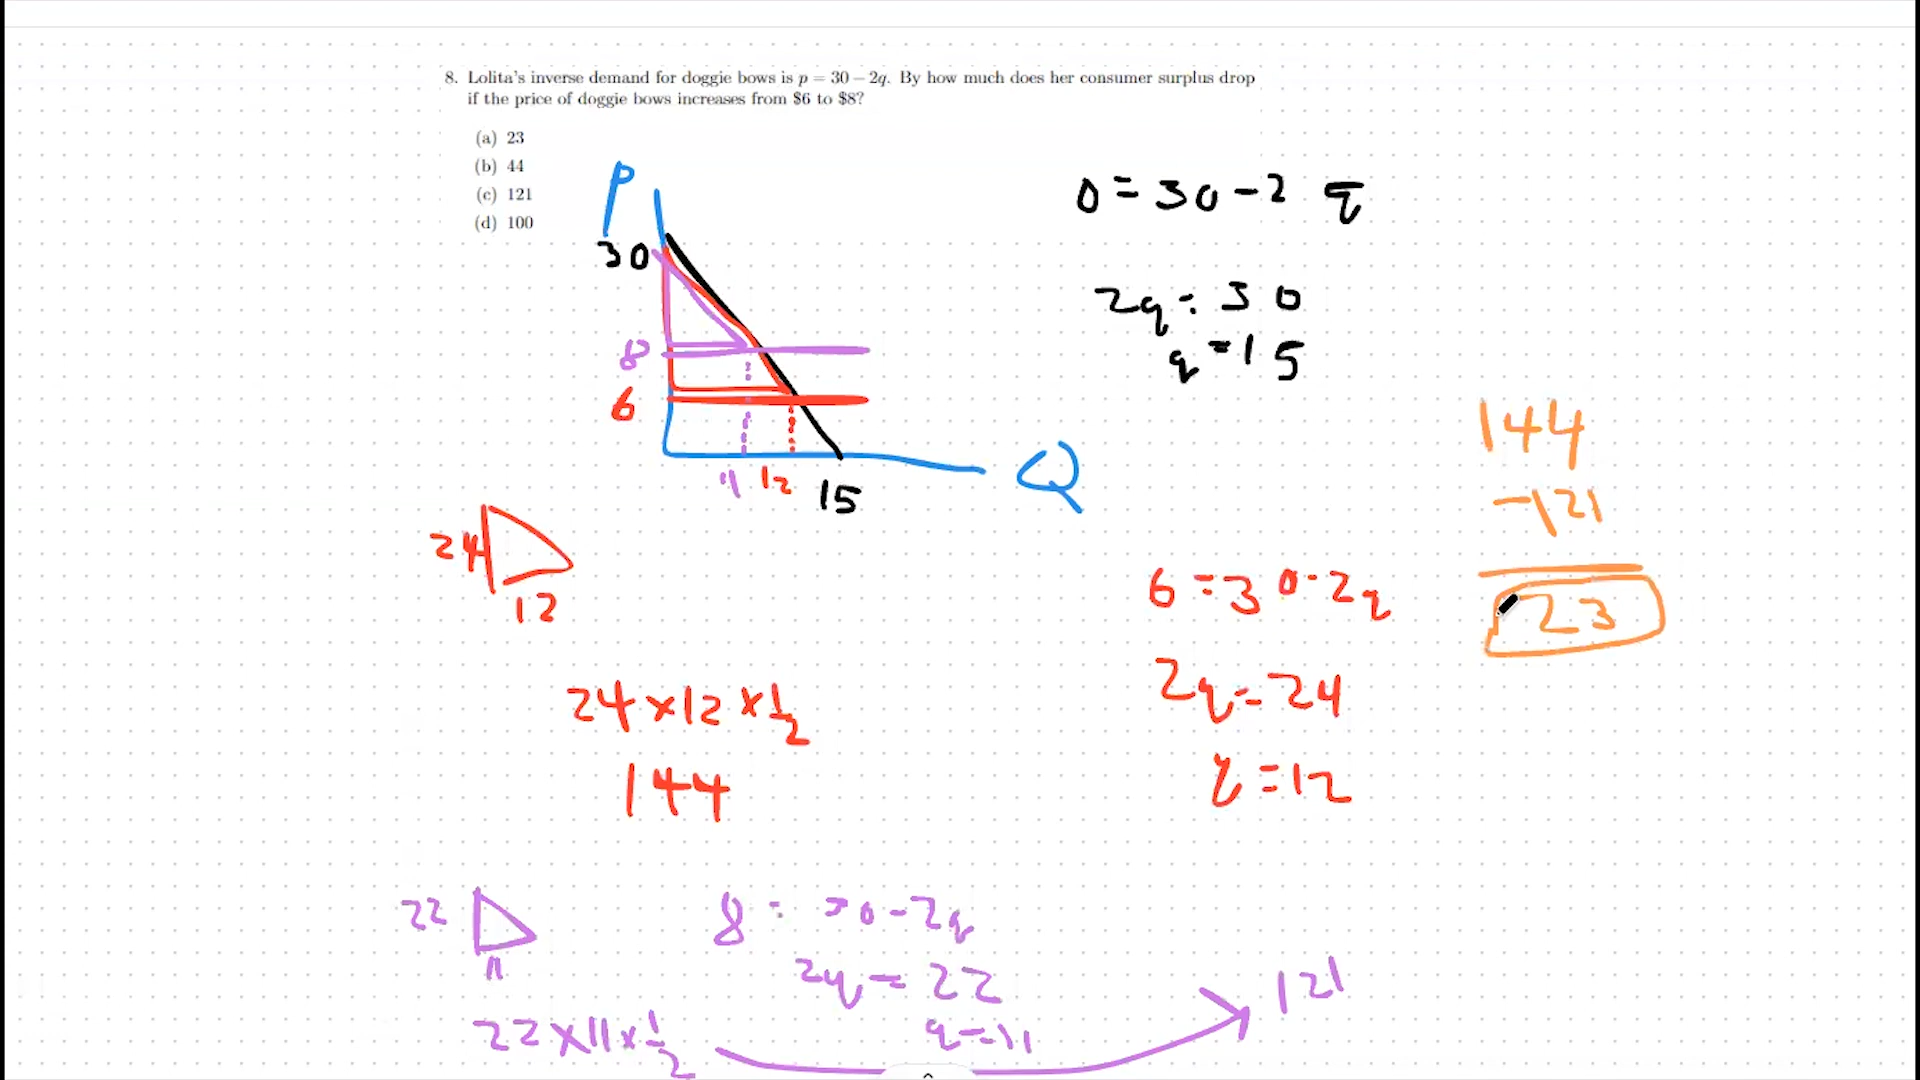 8. Lolita's inverse demand for doggie bows is p = 30 − 2q. By how much does her consumer surplus drop
if the price of doggie bows increases from $6 to $8?
(a) 23
(b) 44
(c) 121
(d) 100
P
30
8
6
11 12 15
Q
0 = 30 - 2 q
2q = 30
q = 15
144
-121
23
24
12
24 × 12 × 1/2
144
6 = 30 - 2q
2q = 24
q = 12
22
11
22 × 11 × 1/2
8 = 30 - 2q
2q = 22
q = 11
121